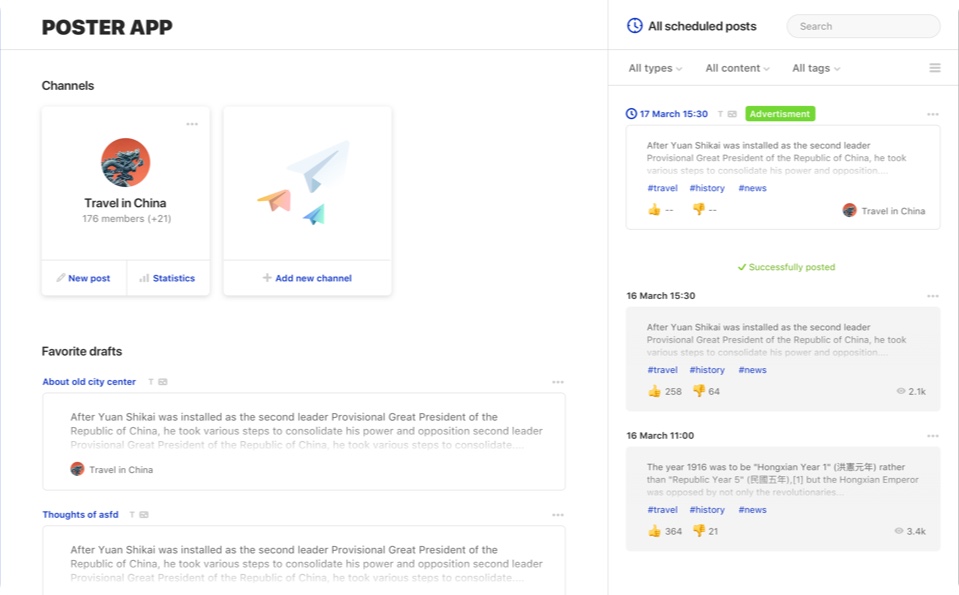 POSTER APP
Channels
Travel in China
176 members (+21)
New post
Statistics
Add new channel
Favorite drafts
About old city center T
After Yuan Shikai was installed as the second leader Provisional Great President of the
Republic of China, he took various steps to consolidate his power and opposition second leader
Provisional Great President of the Republic of China, he took various steps to consolidate....
Travel in China
Thoughts of asfd T
After Yuan Shikai was installed as the second leader Provisional Great President of the
Republic of China, he took various steps to consolidate his power and opposition second leader
Provisional Great President of the Republic of China, he took various steps to consolidate....
All scheduled posts
Search
All types
All content
All tags
17 March 15:30 T Advertisment
After Yuan Shikai was installed as the second leader
Provisional Great President of the Republic of China, he took
various steps to consolidate his power and opposition....
#travel #history #news
-- --
Travel in China
Successfully posted
16 March 15:30
After Yuan Shikai was installed as the second leader
Provisional Great President of the Republic of China, he took
various steps to consolidate his power and opposition....
#travel #history #news
258 64 2.1k
16 March 11:00
The year 1916 was to be "Hongxian Year 1" (洪憲元年) rather
than "Republic Year 5" (民國五年),[1] but the Hongxian Emperor
was opposed by not only the revolutionaries...
#travel #history #news
364 21 3.4k